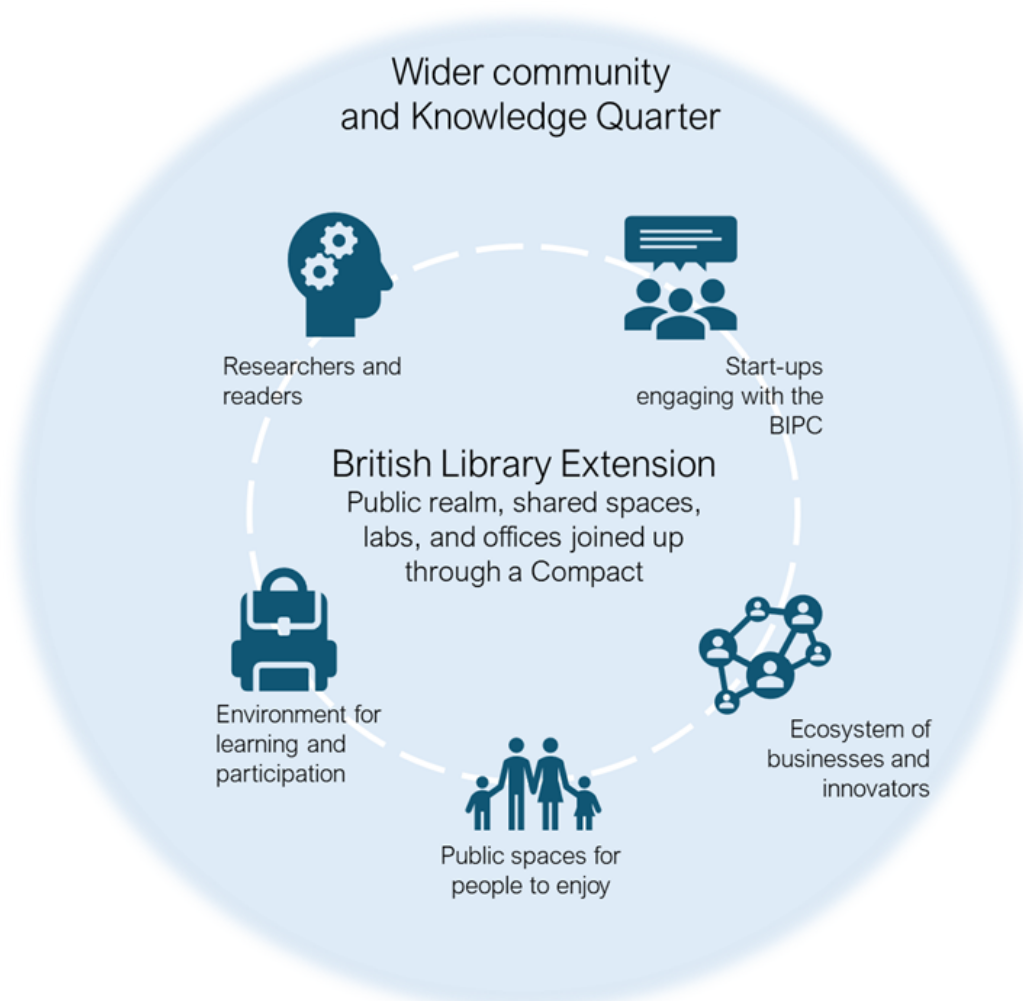 Wider community
and Knowledge Quarter
Researchers and
readers
Start-ups
engaging with the
BIPC
British Library Extension
Public realm, shared spaces,
labs, and offices joined up
through a Compact
Environment for
learning and
participation
Ecosystem of
businesses and
innovators
Public spaces for
people to enjoy